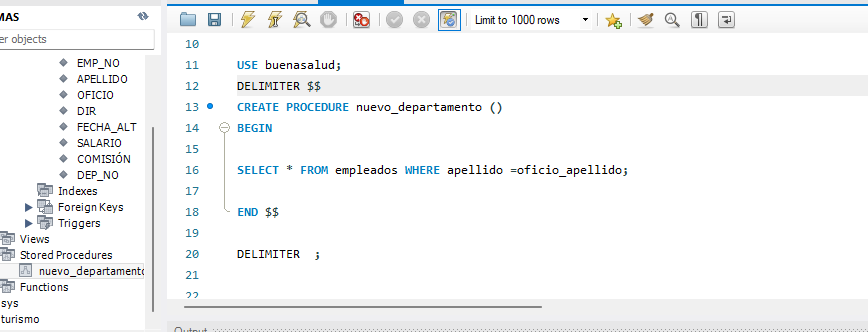 MAS
er objects
EMP_NO
APELLIDO
OFICIO
DIR
FECHA_ALT
SALARIO
COMISIÓN
DEP_NO
Indexes
Foreign Keys
Triggers
Views
Stored Procedures
nuevo_departamento
Functions
sys
turismo
Limit to 1000 rows
10
11 USE buenasalud;
12 DELIMITER $$
13 CREATE PROCEDURE nuevo_departamento ()
14 BEGIN
15
16 SELECT * FROM empleados WHERE apellido =oficio_apellido;
17
18 END $$
19
20 DELIMITER ;
21
22
Output